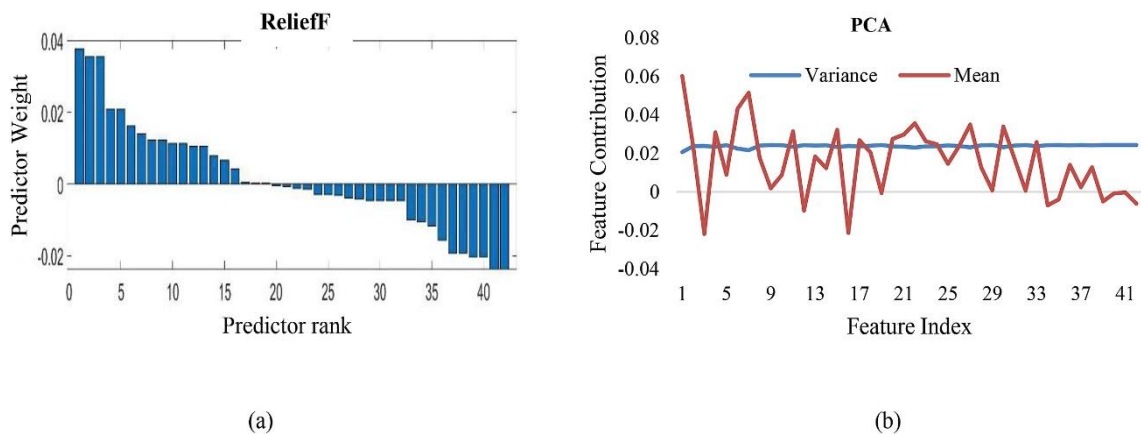 ReliefF
0.04
0.02
0
-0.02
Predictor Weight
0 5 10 15 20 25 30 35 40
Predictor rank
(a)
PCA
Variance Mean
0.08
0.06
0.04
0.02
0
-0.02
-0.04
Feature Contribution
1 5 9 13 17 21 25 29 33 37 41
Feature Index
(b)